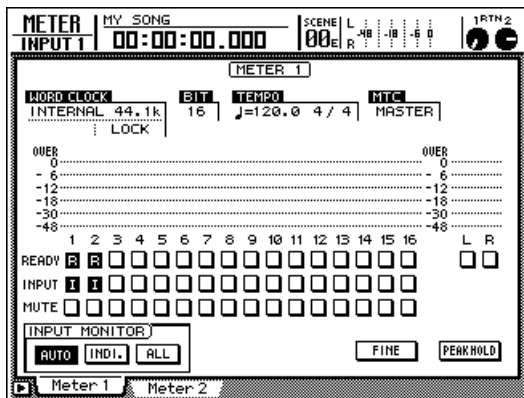 METER MY SONG SCENE L -48 -18 -6 0 1 RTN 2
INPUT 1 00:00:00.000 00E R
METER 1
WORD CLOCK BIT TEMPO MTC
INTERNAL 44.1k 16 ♩=120.0 4/4 MASTER
LOCK
OVER OVER
0 0
- 6 - 6
-12 -12
-18 -18
-30 -30
-48 -48
1 2 3 4 5 6 7 8 9 10 11 12 13 14 15 16 L R
READY R R
INPUT I I
MUTE
INPUT MONITOR
AUTO INDI. ALL FINE PEAKHOLD
Meter 1 Meter 2